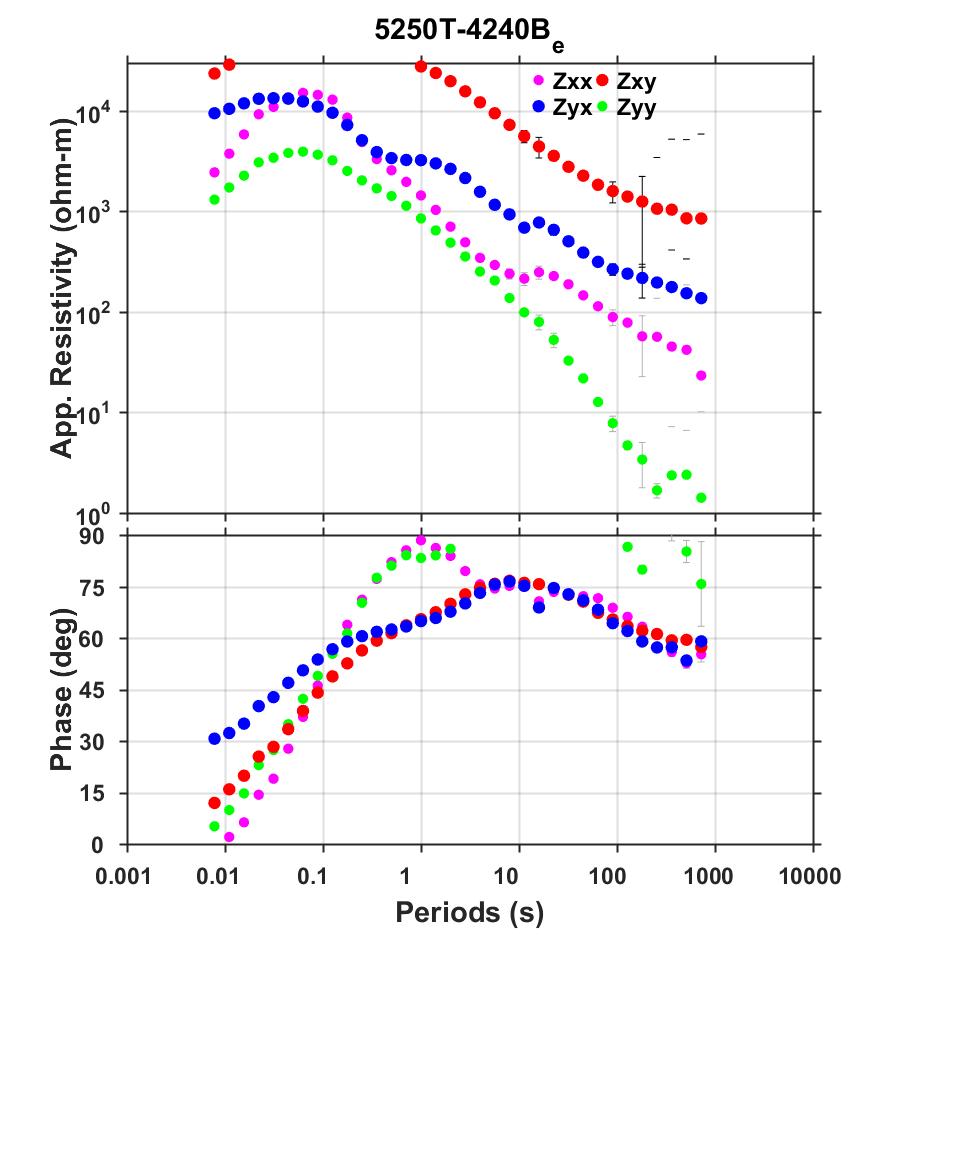 5250T-4240Be
Zxx Zxy
Zyx Zyy
10^4
10^3
10^2
10^1
10^0
App. Resistivity (ohm-m)
90
75
60
45
30
15
0
Phase (deg)
0.001 0.01 0.1 1 10 100 1000 10000
Periods (s)